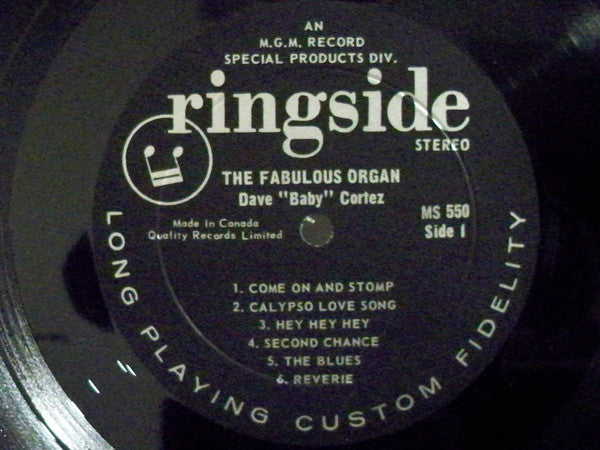 AN
M.G.M. RECORD
SPECIAL PRODUCTS DIV.
ringside
STEREO
THE FABULOUS ORGAN
Dave "Baby" Cortez
Made In Canada
Quality Records Limited
MS 550
Side 1
1. COME ON AND STOMP
2. CALYPSO LOVE SONG
3. HEY HEY HEY
4. SECOND CHANCE
5. THE BLUES
6. REVERIE
LONG PLAYING CUSTOM FIDELITY